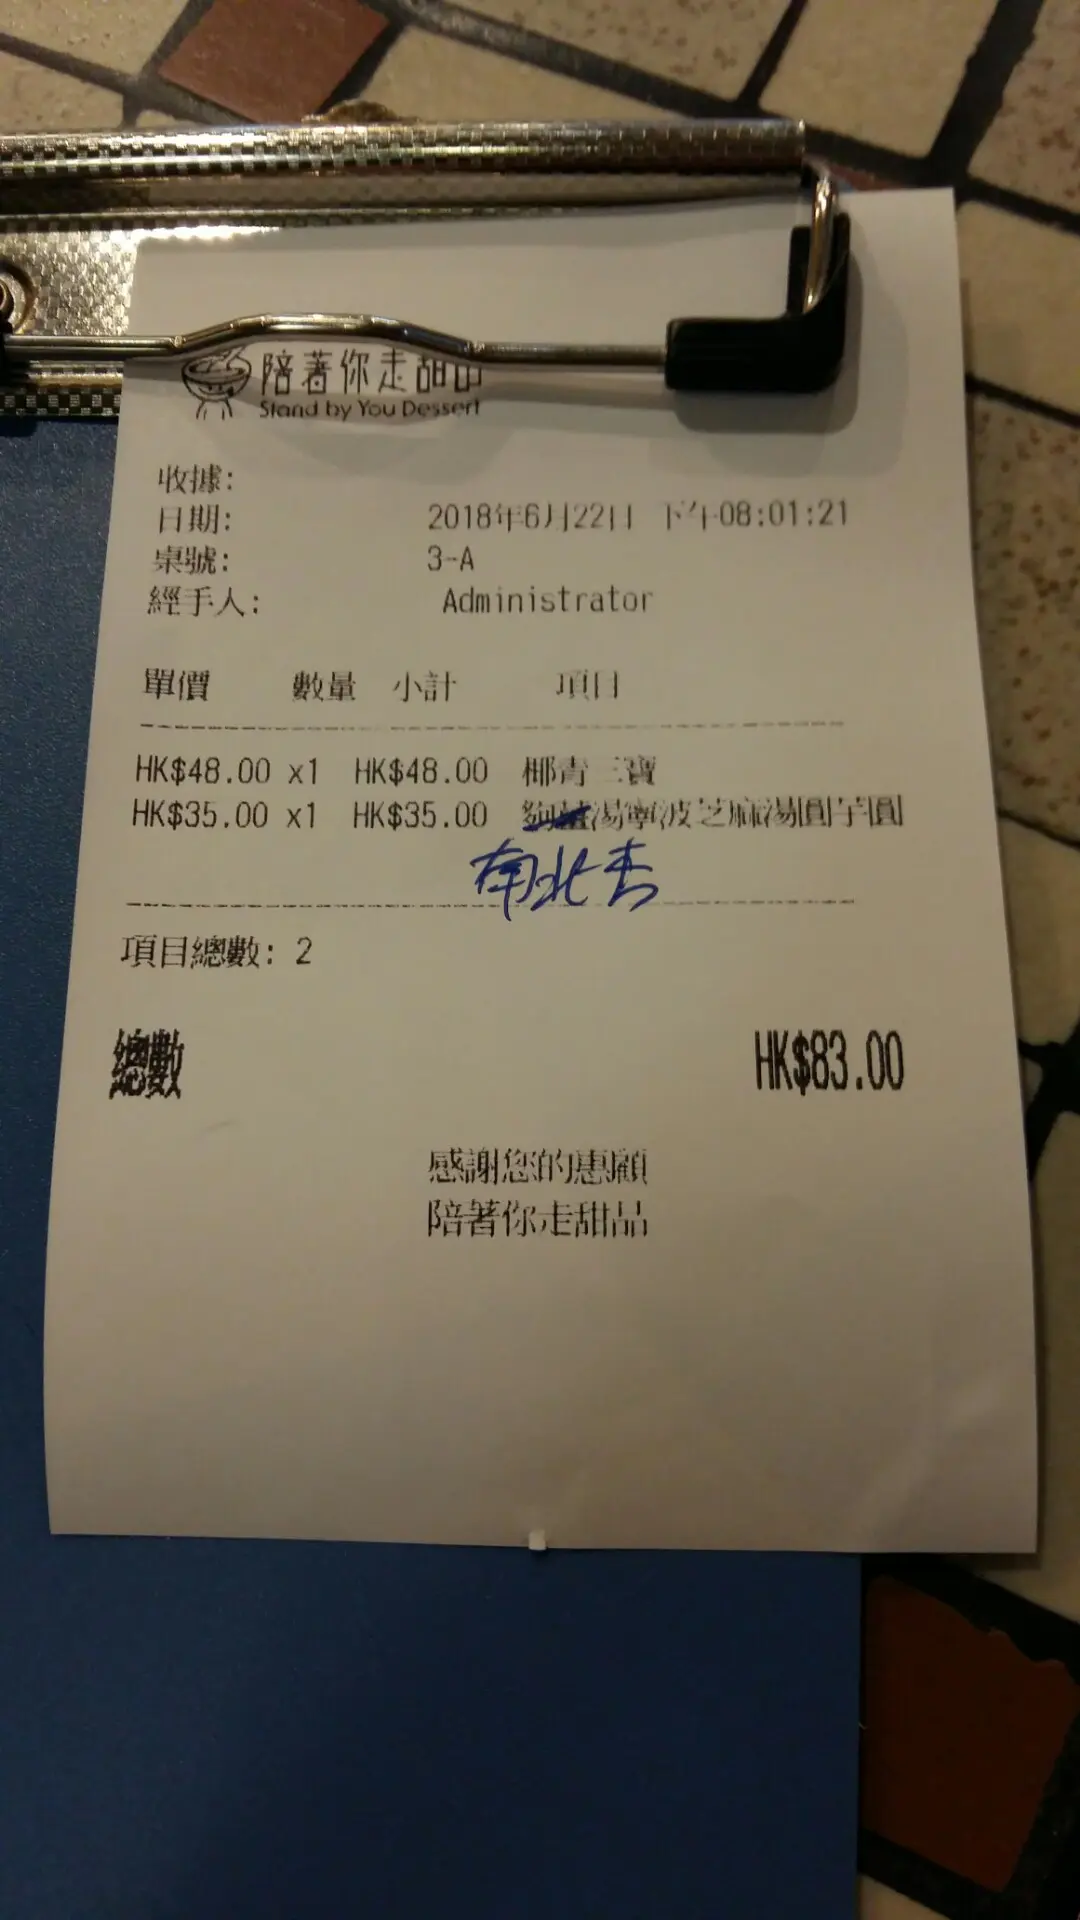 陪著你走甜品
Stand by You Dessert
收據:
日期: 2018年6月22日 下午08:01:21
桌號: 3-A
經手人: Administrator
單價 數量 小計 項目
HK$48.00 x1 HK$48.00 椰青三寶
HK$35.00 x1 HK$35.00 夠薑湯寧波芝麻湯圓芋圓
南北杏
項目總數: 2
總數 HK$83.00
感謝您的惠顧
陪著你走甜品